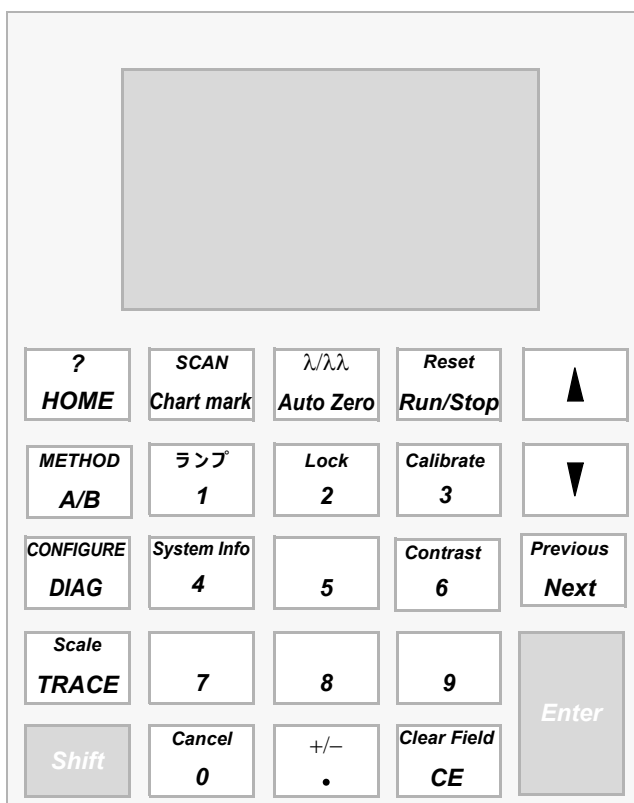 ? SCAN λ/λλ Reset
HOME Chart mark Auto Zero Run/Stop
METHOD ランプ Lock Calibrate
A/B 1 2 3
CONFIGURE System Info Contrast Previous
DIAG 4 5 6 Next
Scale
TRACE 7 8 9
Enter
Shift Cancel +/− Clear Field
0 . CE